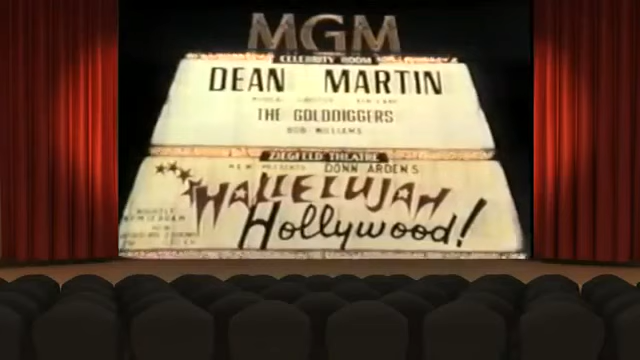 MGM
CELEBRITY ROOM
DEAN MARTIN
THE GOLDDIGGERS
BOB WILLIAMS
ZIEGFELD THEATRE
DONN ARDEN'S
HALLELUJAH
Hollywood!